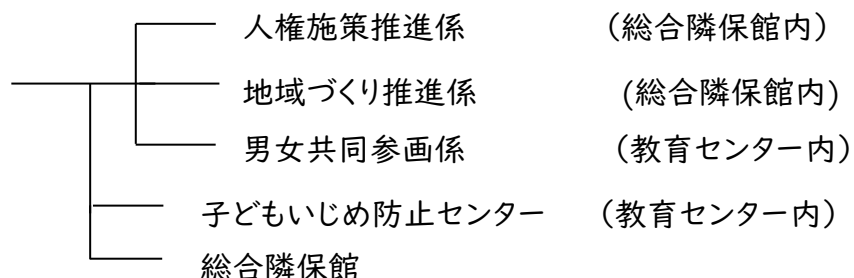 人権施策推進係 （総合隣保館内）
地域づくり推進係 (総合隣保館内)
男女共同参画係 （教育センター内）
子どもいじめ防止センター （教育センター内）
総合隣保館